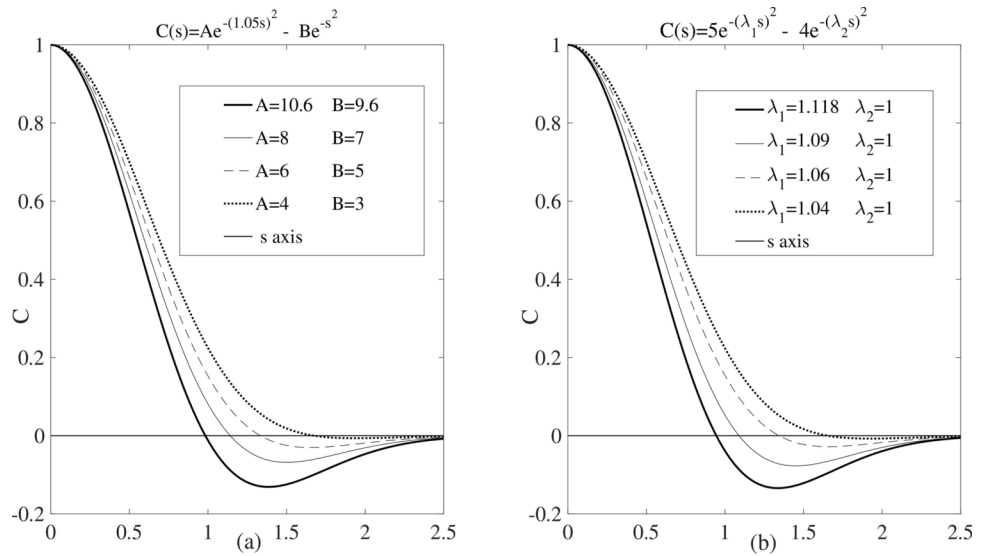 C(s)=Ae^-(1.05s)^2 - Be^-s^2
1
0.8
0.6
0.4
0.2
0
-0.2
C
A=10.6 B=9.6
A=8 B=7
A=6 B=5
A=4 B=3
s axis
0 0.5 1 1.5 2 2.5
(a)
C(s)=5e^-(λ₁s)^2 - 4e^-(λ₂s)^2
1
0.8
0.6
0.4
0.2
0
-0.2
C
λ₁=1.118 λ₂=1
λ₁=1.09 λ₂=1
λ₁=1.06 λ₂=1
λ₁=1.04 λ₂=1
s axis
0 0.5 1 1.5 2 2.5
(b)